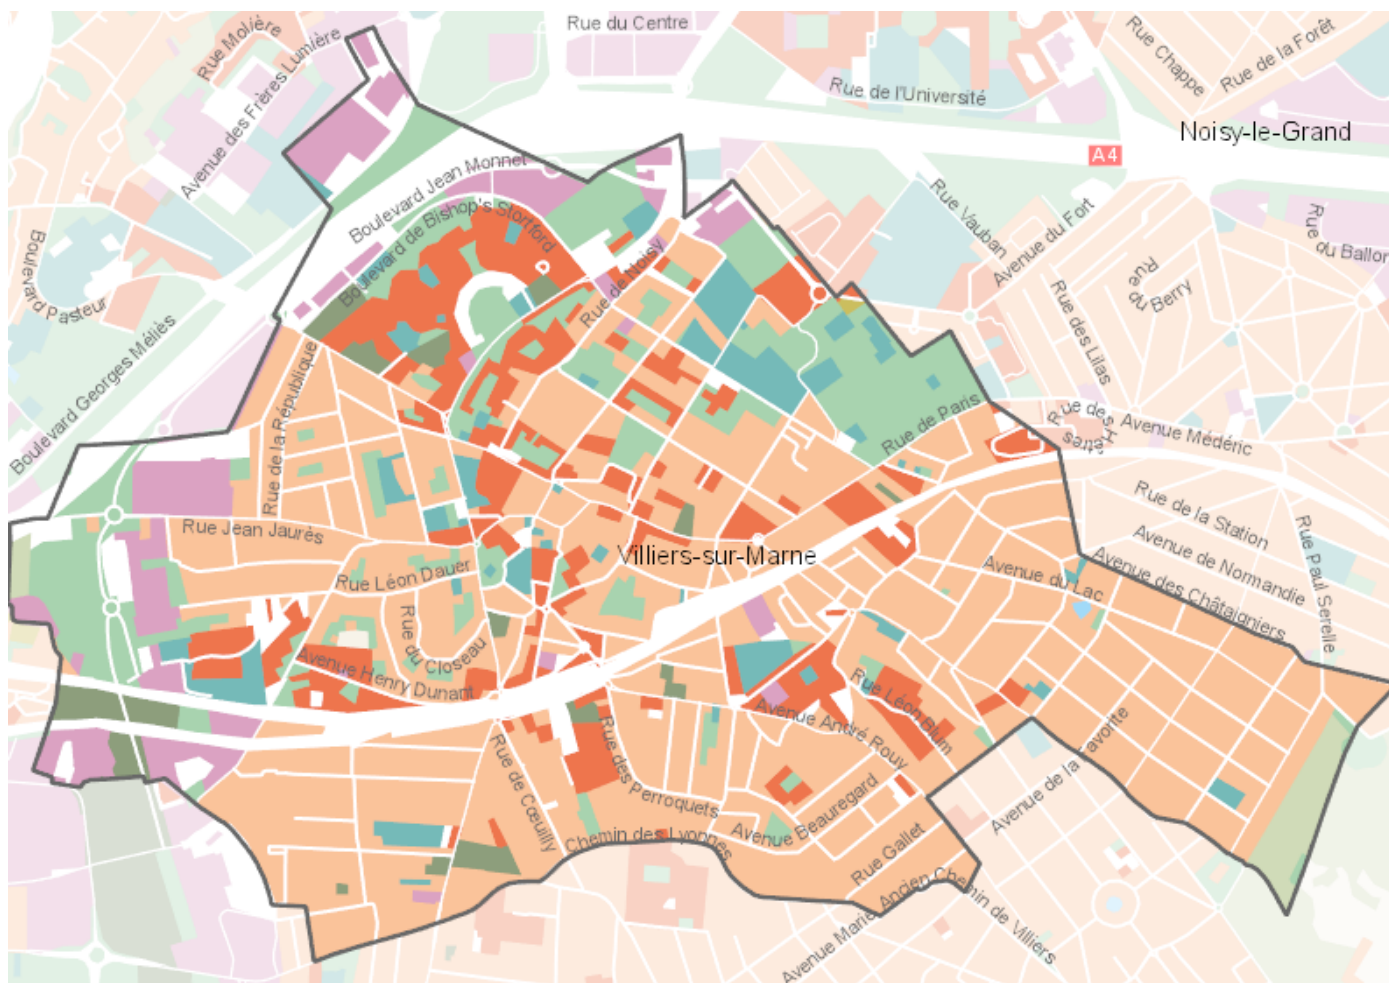 Rue du Centre
Rue Molière
Avenue des Frères Lumière
Rue Chappe
Rue de la Forêt
Rue de l'Université
Noisy-le-Grand
A4
Boulevard Jean Monnet
Boulevard de Bishop's Stortford
Rue Vauban
Avenue du Fort
Rue du Ballon
Boulevard Pasteur
Rue de Noisy
Rue du Berry
Rue des Lilas
Boulevard Georges Méliès
Rue de la République
Rue de Paris
Rue des Hêtres
Avenue Médéric
Rue Jean Jaurès
Rue de la Station
Villiers-sur-Marne
Avenue de Normandie
Rue Paul Serelle
Avenue du Lac
Avenue des Châtaigniers
Rue Léon Dauer
Rue du Closeau
Avenue Henry Dunant
Rue Léon Blum
Avenue André Rouy
Rue des Perroquets
Rue de Cœuilly
Avenue de la Favorite
Avenue Beauregard
Chemin des Lyonnes
Rue Gallet
Ancien Chemin de Villiers
Avenue Marie